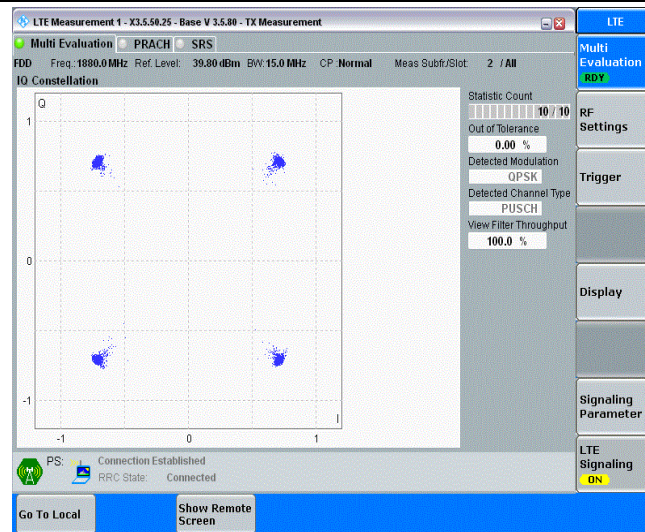 LTE Measurement 1 - X3.5.50.25 - Base V 3.5.80 - TX Measurement
LTE
Multi Evaluation PRACH SRS
FDD Freq.: 1880.0 MHz Ref. Level: 39.80 dBm BW: 15.0 MHz CP : Normal Meas Subfr/Slot: 2 / All
IQ Constellation
Q
1
0
-1
-1 0 1
I
Statistic Count
10 / 10
Out of Tolerance
0.00 %
Detected Modulation
QPSK
Detected Channel Type
PUSCH
View Filter Throughput
100.0 %
Multi
Evaluation
RDY
RF
Settings
Trigger
Display
Signaling
Parameter
LTE
Signaling
ON
PS: Connection Established
RRC State: Connected
Go To Local
Show Remote
Screen